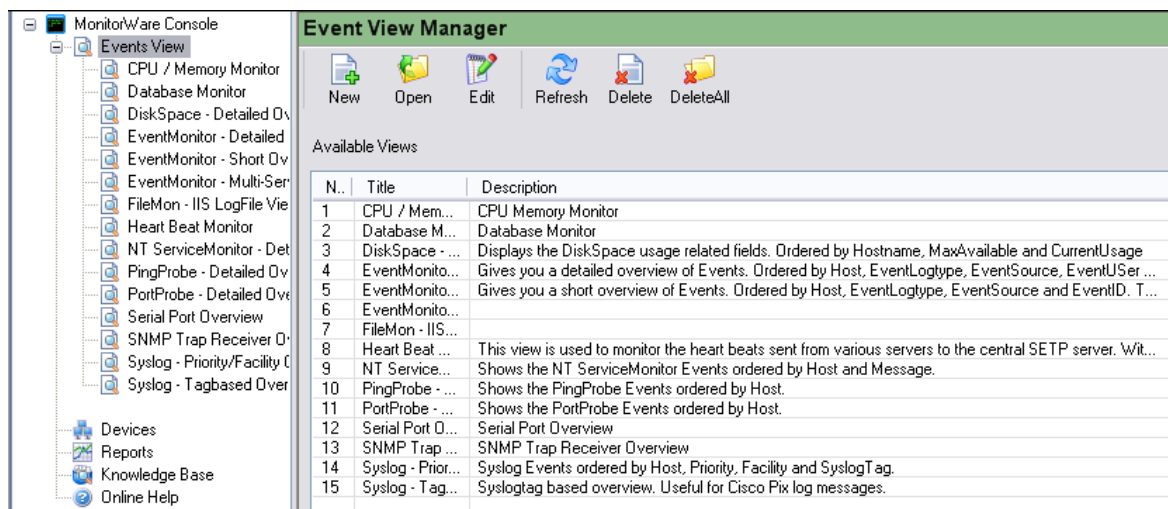 MonitorWare Console
Events View
CPU / Memory Monitor
Database Monitor
DiskSpace - Detailed Ov
EventMonitor - Detailed
EventMonitor - Short Ov
EventMonitor - Multi-Ser
FileMon - IIS LogFile Vie
Heart Beat Monitor
NT ServiceMonitor - Det
PingProbe - Detailed Ov
PortProbe - Detailed Ove
Serial Port Overview
SNMP Trap Receiver O
Syslog - Priority/Facility
Syslog - Tagbased Over
Devices
Reports
Knowledge Base
Online Help
Event View Manager
New Open Edit Refresh Delete DeleteAll
Available Views
N.. Title Description
1 CPU / Mem... CPU Memory Monitor
2 Database M... Database Monitor
3 DiskSpace - ... Displays the DiskSpace usage related fields. Ordered by Hostname, MaxAvailable and CurrentUsage
4 EventMonito... Gives you a detailed overview of Events. Ordered by Host, EventLogtype, EventSource, EventUSer ...
5 EventMonito... Gives you a short overview of Events. Ordered by Host, EventLogtype, EventSource and EventID. T...
6 EventMonito...
7 FileMon - IIS...
8 Heart Beat ... This view is used to monitor the heart beats sent from various servers to the central SETP server. Wit...
9 NT Service... Shows the NT ServiceMonitor Events ordered by Host and Message.
10 PingProbe - ... Shows the PingProbe Events ordered by Host.
11 PortProbe - ... Shows the PortProbe Events ordered by Host.
12 Serial Port O... Serial Port Overview
13 SNMP Trap ... SNMP Trap Receiver Overview
14 Syslog - Prior... Syslog Events ordered by Host, Priority, Facility and SyslogTag.
15 Syslog - Tag... Syslogtag based overview. Useful for Cisco Pix log messages.